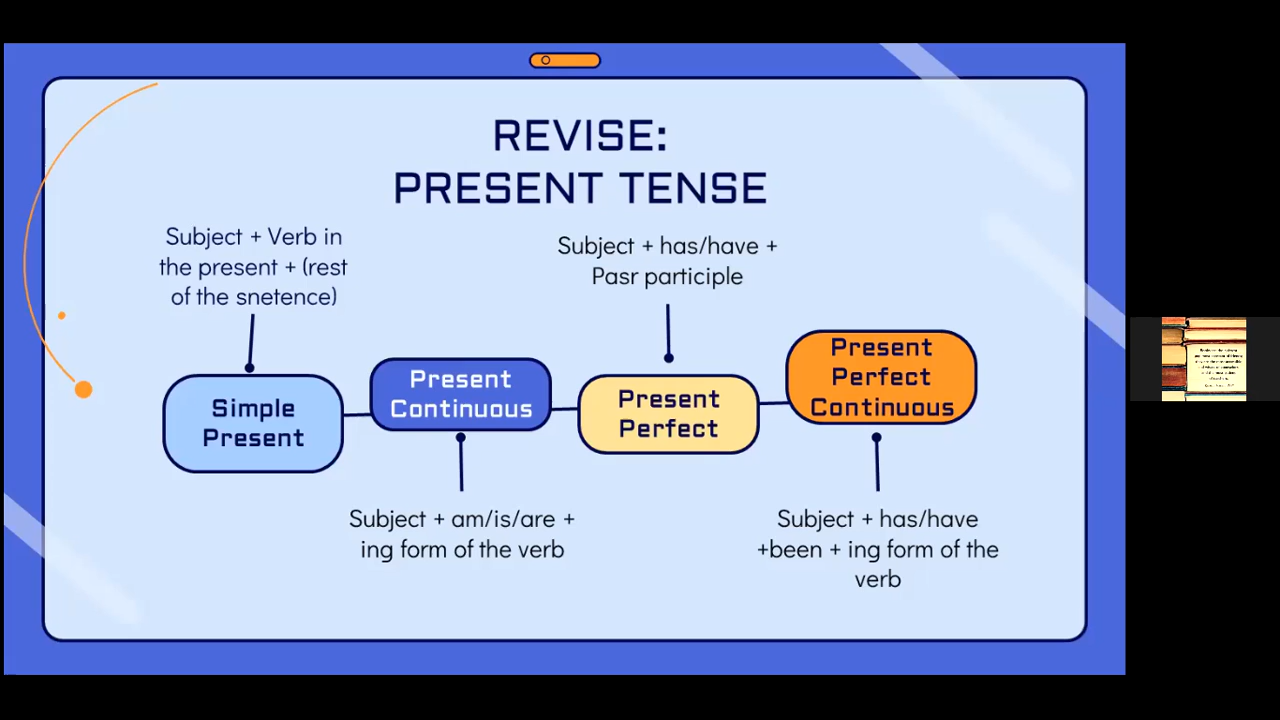 REVISE:
PRESENT TENSE
Subject + Verb in
the present + (rest
of the snetence)
Simple
Present
Present
Continuous
Subject + am/is/are +
ing form of the verb
Subject + has/have +
Pasr participle
Present
Perfect
Present
Perfect
Continuous
Subject + has/have
+been + ing form of the
verb